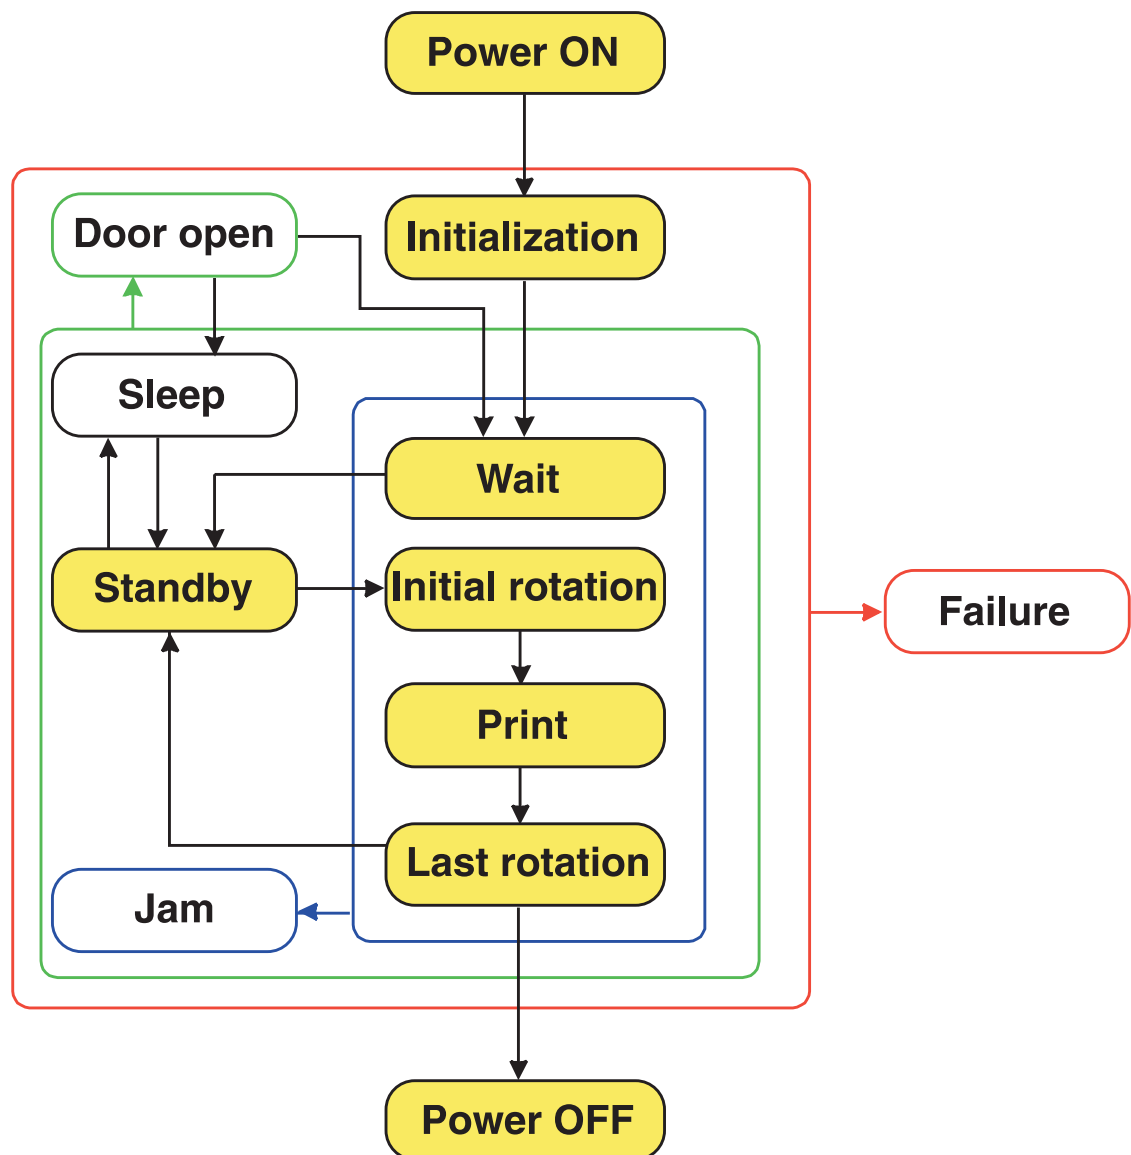 Power ON
Door open
Initialization
Sleep
Wait
Standby
Initial rotation
Failure
Print
Last rotation
Jam
Power OFF